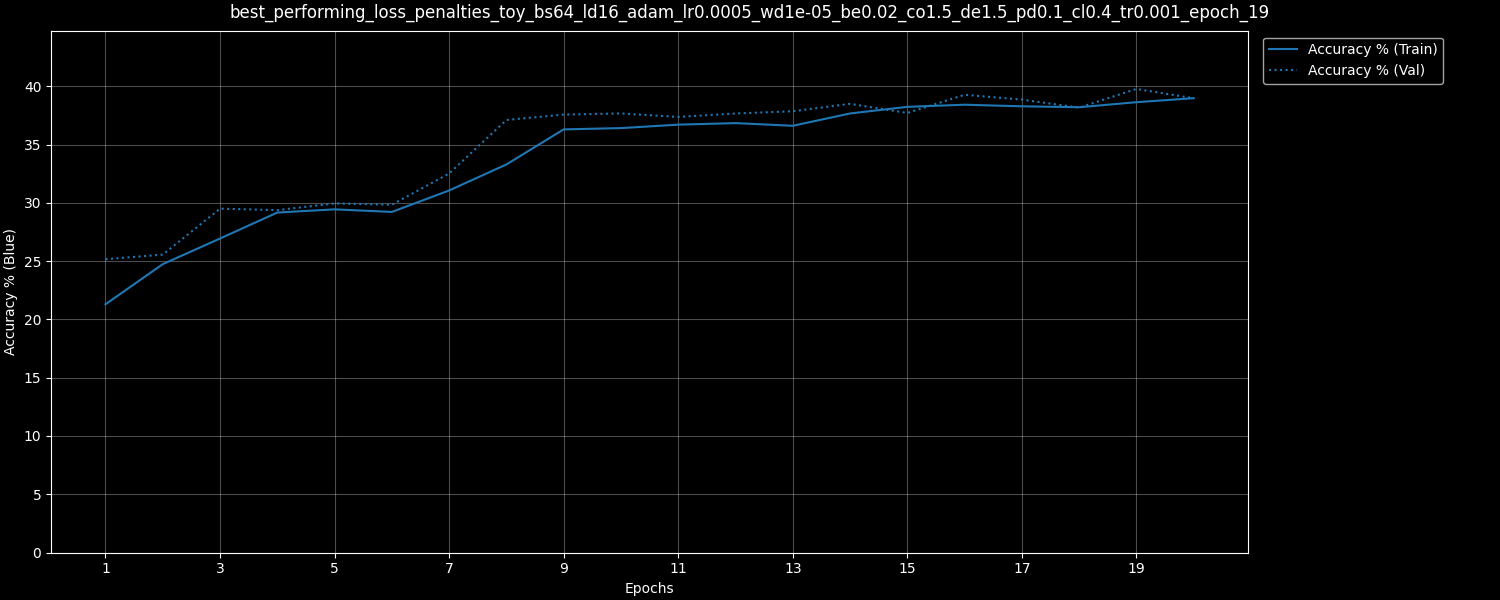 best_performing_loss_penalties_toy_bs64_ld16_adam_lr0.0005_wd1e-05_be0.02_co1.5_de1.5_pd0.1_cl0.4_tr0.001_epoch_19
Accuracy % (Train)
Accuracy % (Val)
Accuracy % (Blue)
40
35
30
25
20
15
10
5
0
1 3 5 7 9 11 13 15 17 19
Epochs